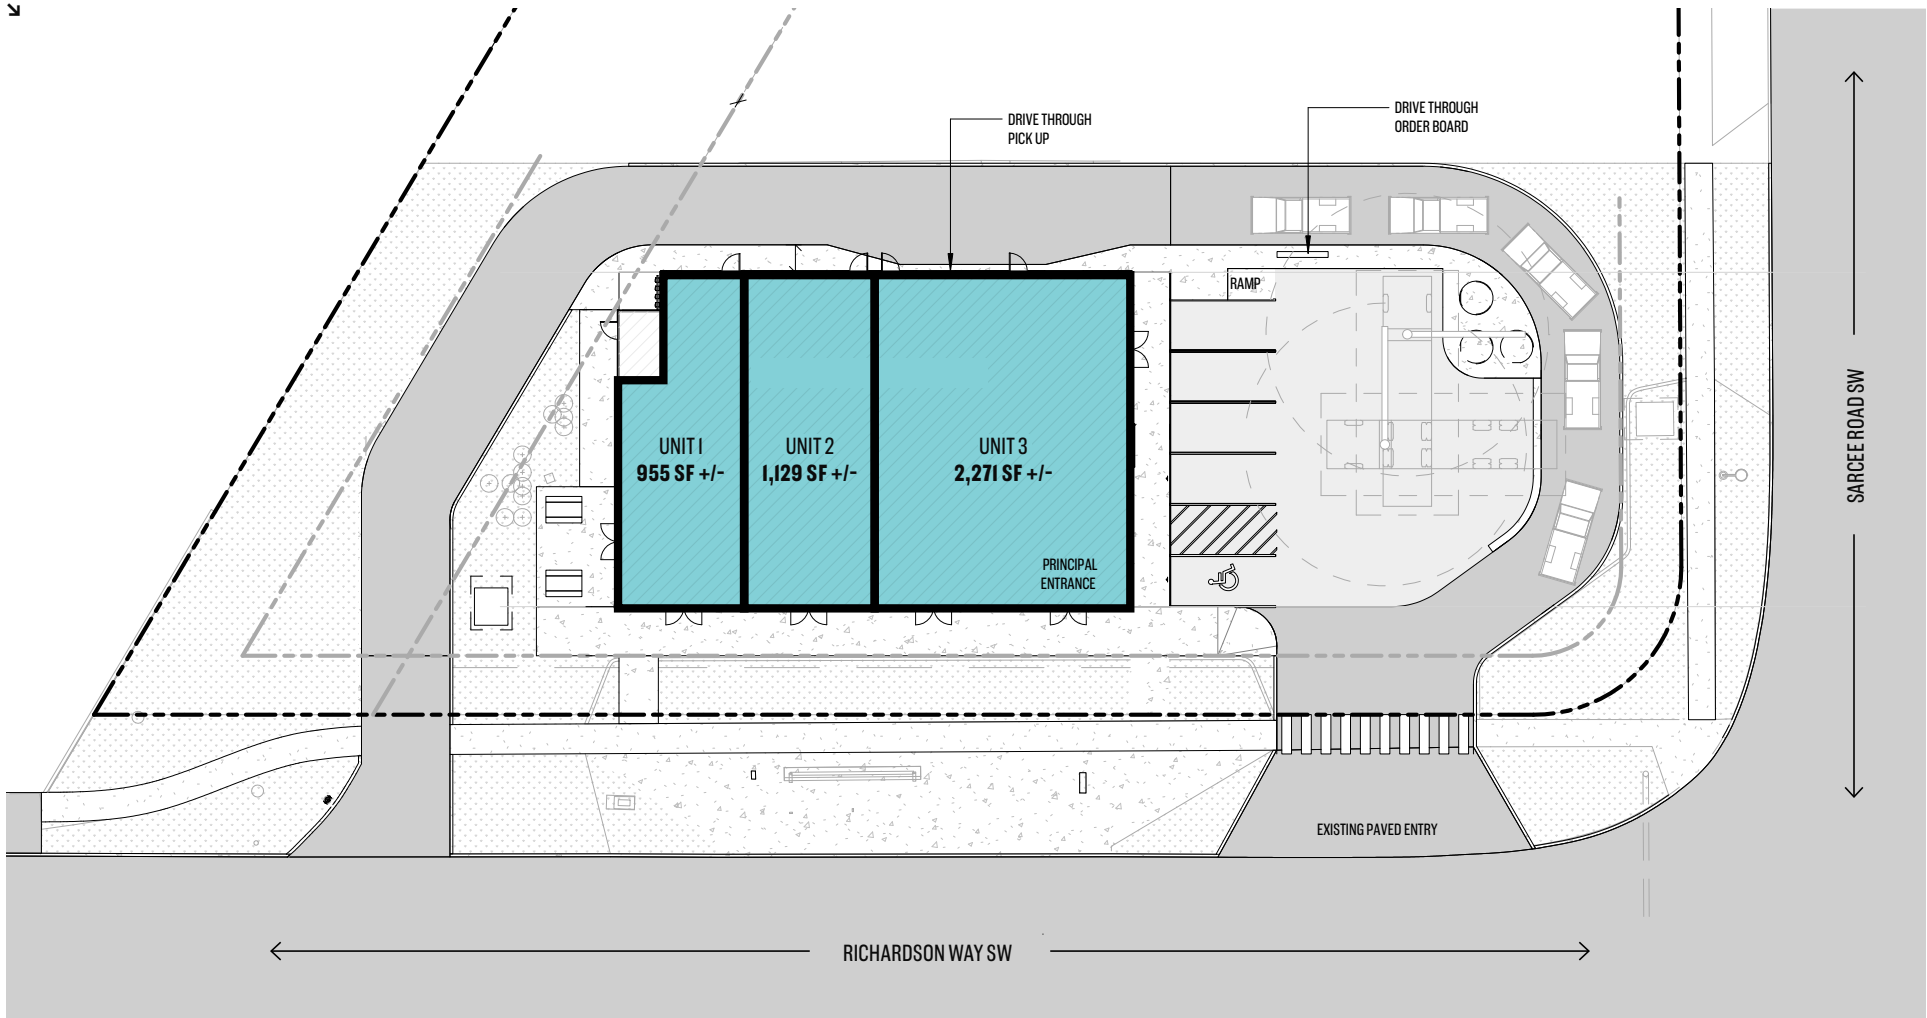 DRIVE THROUGH
PICK UP
DRIVE THROUGH
ORDER BOARD
RAMP
UNIT 1
955 SF +/-
UNIT 2
1,129 SF +/-
UNIT 3
2,271 SF +/-
PRINCIPAL
ENTRANCE
SARCEE ROAD SW
EXISTING PAVED ENTRY
RICHARDSON WAY SW